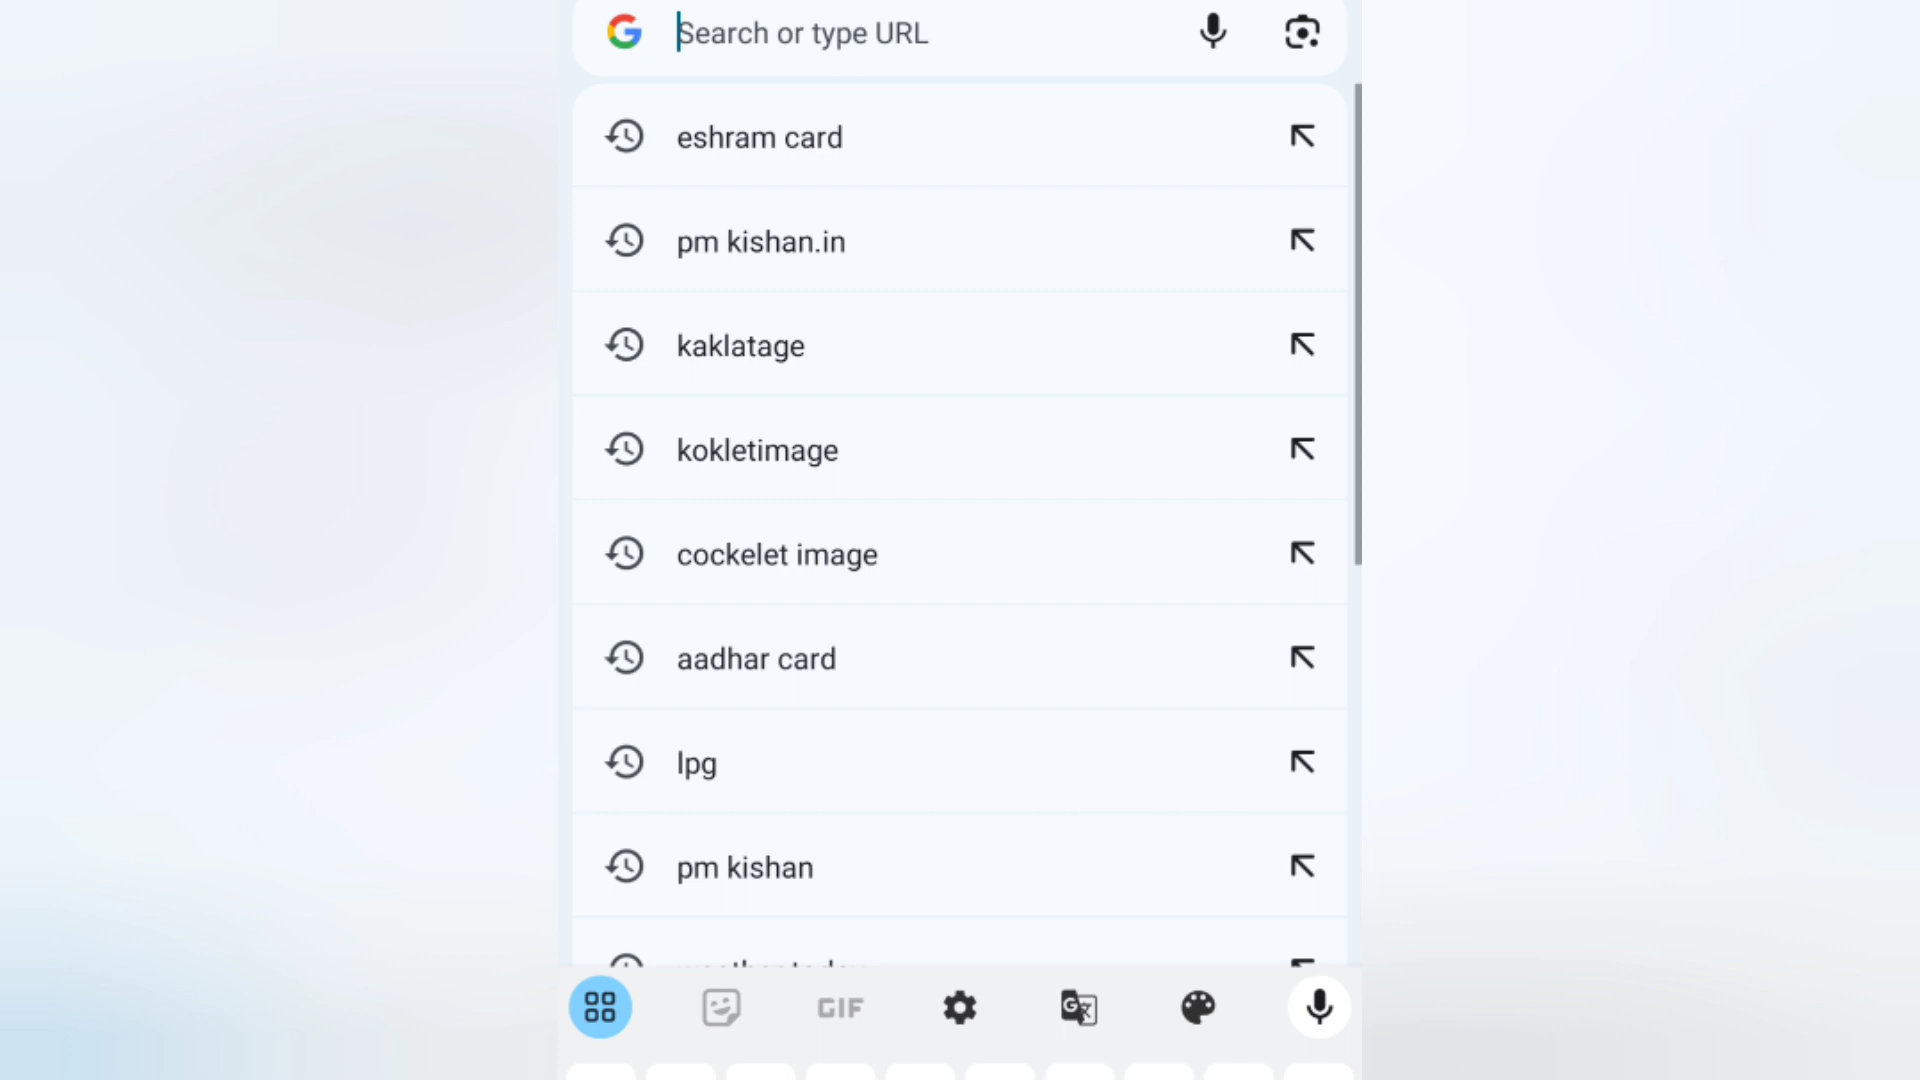 Search or type URL
eshram card
pm kishan.in
kaklatage
kokletimage
cockelet image
aadhar card
lpg
pm kishan
GIF